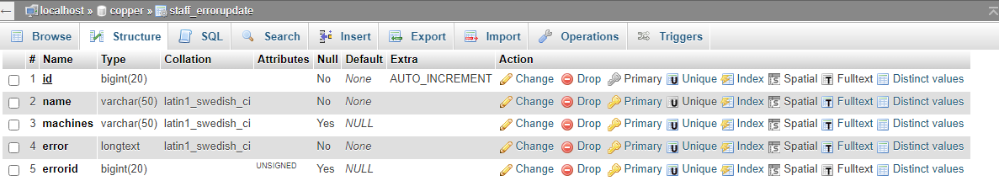 localhost » copper » staff_errorupdate
Browse Structure SQL Search Insert Export Import Operations Triggers
# Name Type Collation Attributes Null Default Extra Action
1 id bigint(20) No None AUTO_INCREMENT Change Drop Primary Unique Index Spatial Fulltext Distinct values
2 name varchar(50) latin1_swedish_ci No None Change Drop Primary Unique Index Spatial Fulltext Distinct values
3 machines varchar(50) latin1_swedish_ci Yes NULL Change Drop Primary Unique Index Spatial Fulltext Distinct values
4 error longtext latin1_swedish_ci No None Change Drop Primary Unique Index Spatial Fulltext Distinct values
5 errorid bigint(20) UNSIGNED Yes NULL Change Drop Primary Unique Index Spatial Fulltext Distinct values